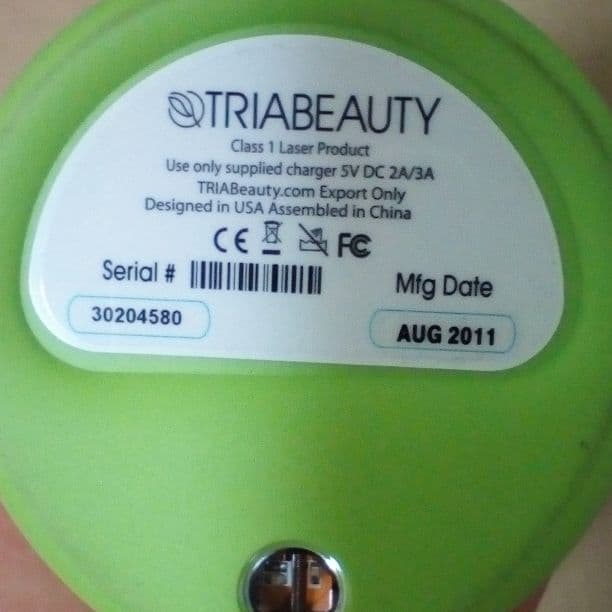 TRIABEAUTY
Class 1 Laser Product
Use only supplied charger 5V DC 2A/3A
TRIABeauty.com Export Only
Designed in USA Assembled in China
CE FC
Serial #
Mfg Date
30204580
AUG 2011